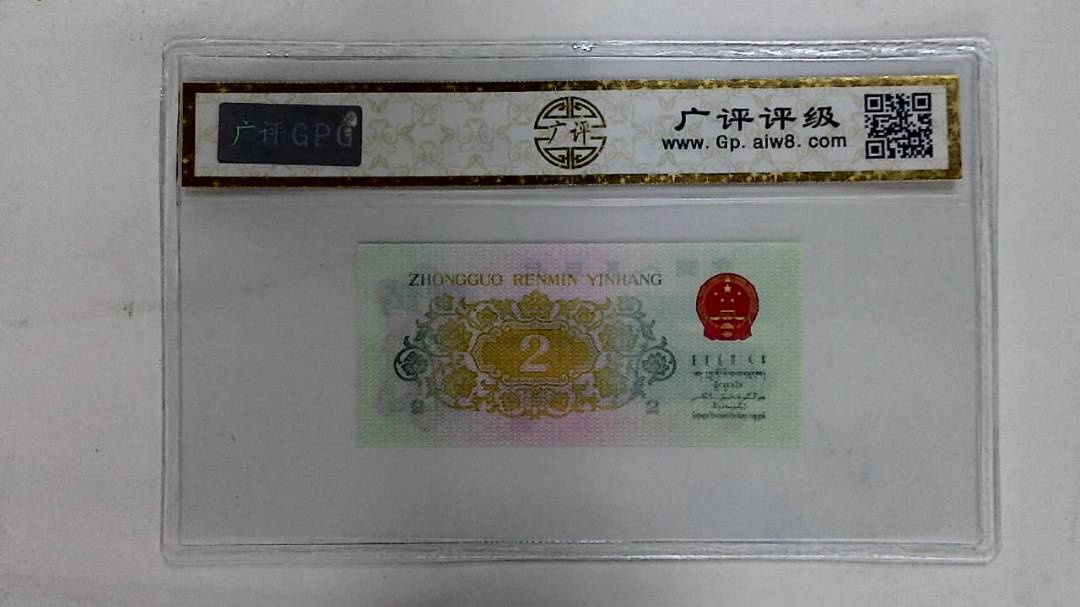 广评GPG
广评
广评评级
www. Gp. aiw8. com
ZHONGGUO RENMIN YINHANG
2
2 2